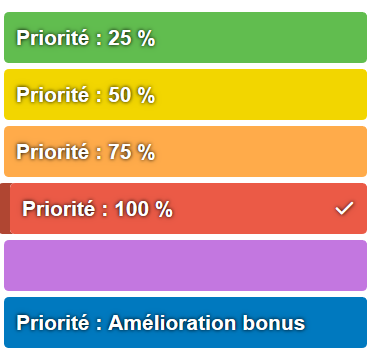 Priorité : 25 %
Priorité : 50 %
Priorité : 75 %
Priorité : 100 %
Priorité : Amélioration bonus